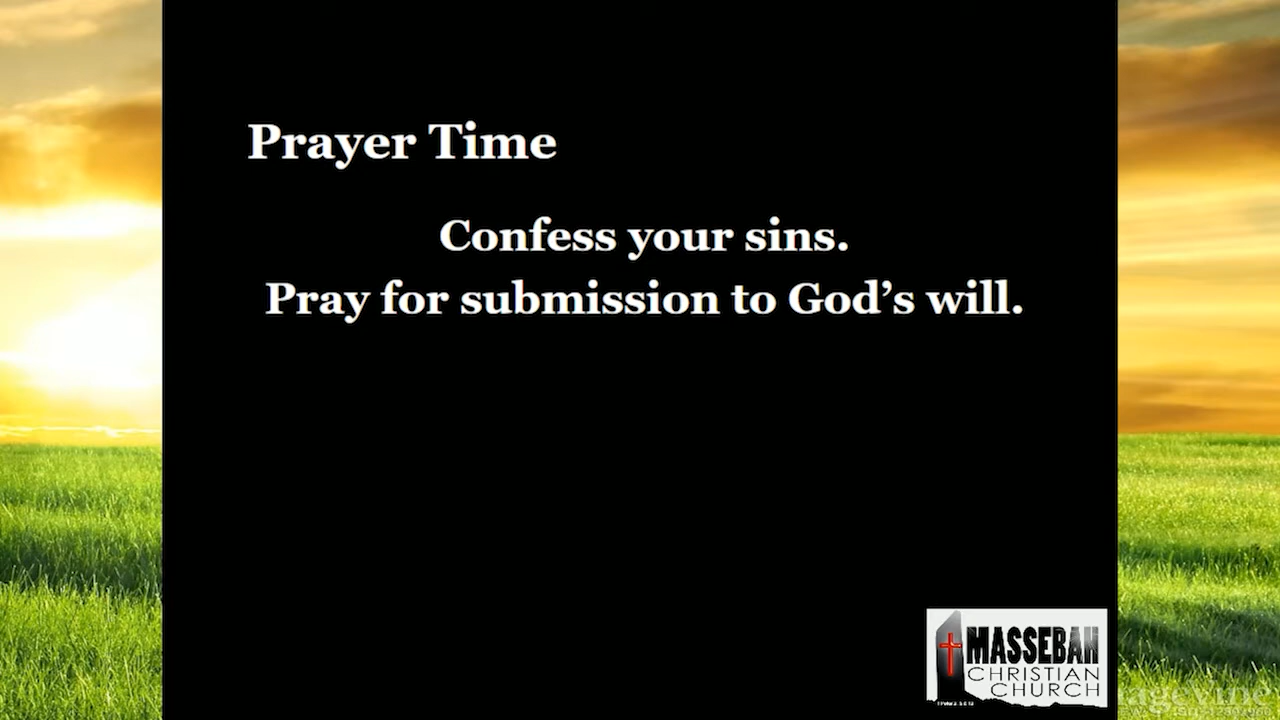 Prayer Time
Confess your sins.
Pray for submission to God’s will.
MASSEBAH
CHRISTIAN
CHURCH